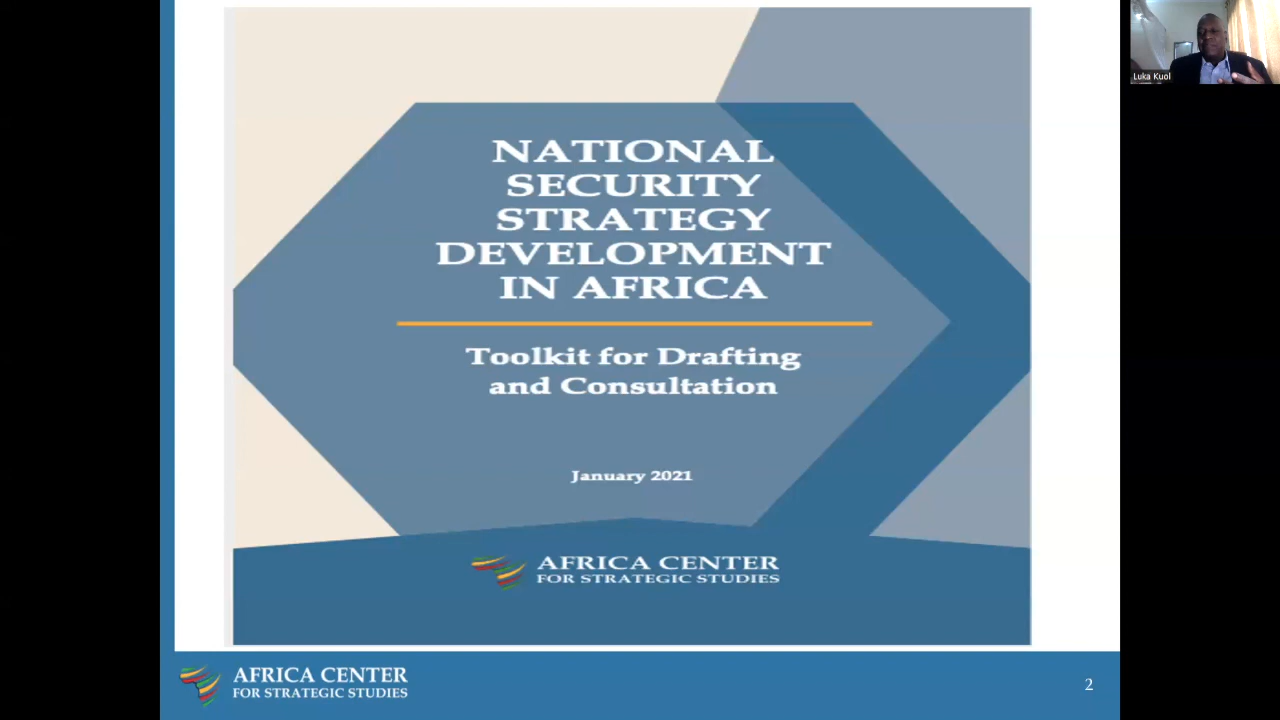 NATIONAL
SECURITY
STRATEGY
DEVELOPMENT
IN AFRICA
Toolkit for Drafting
and Consultation
January 2021
AFRICA CENTER
FOR STRATEGIC STUDIES
AFRICA CENTER
FOR STRATEGIC STUDIES
2
Luka Kuol